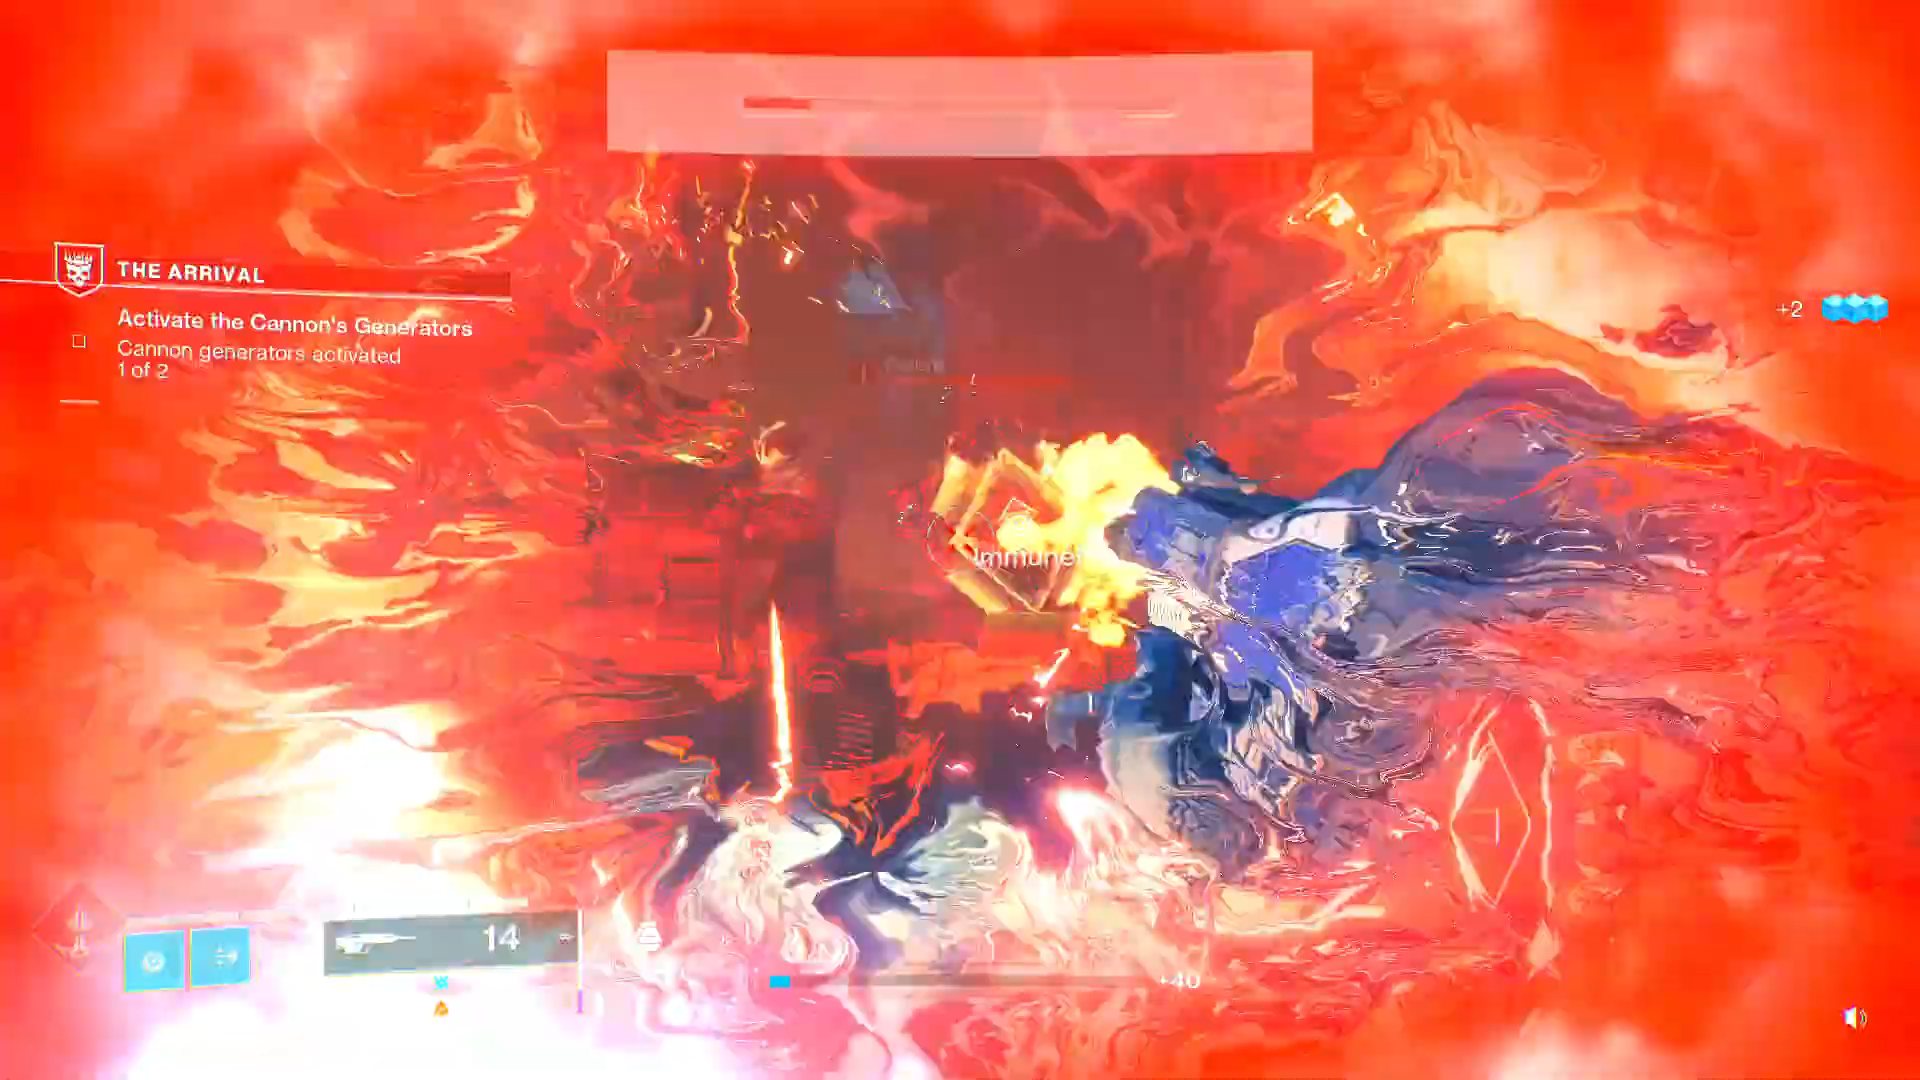 THE ARRIVAL
Activate the Cannon's Generators
Cannon generators activated
1 of 2
+2
Immune!
14
+40